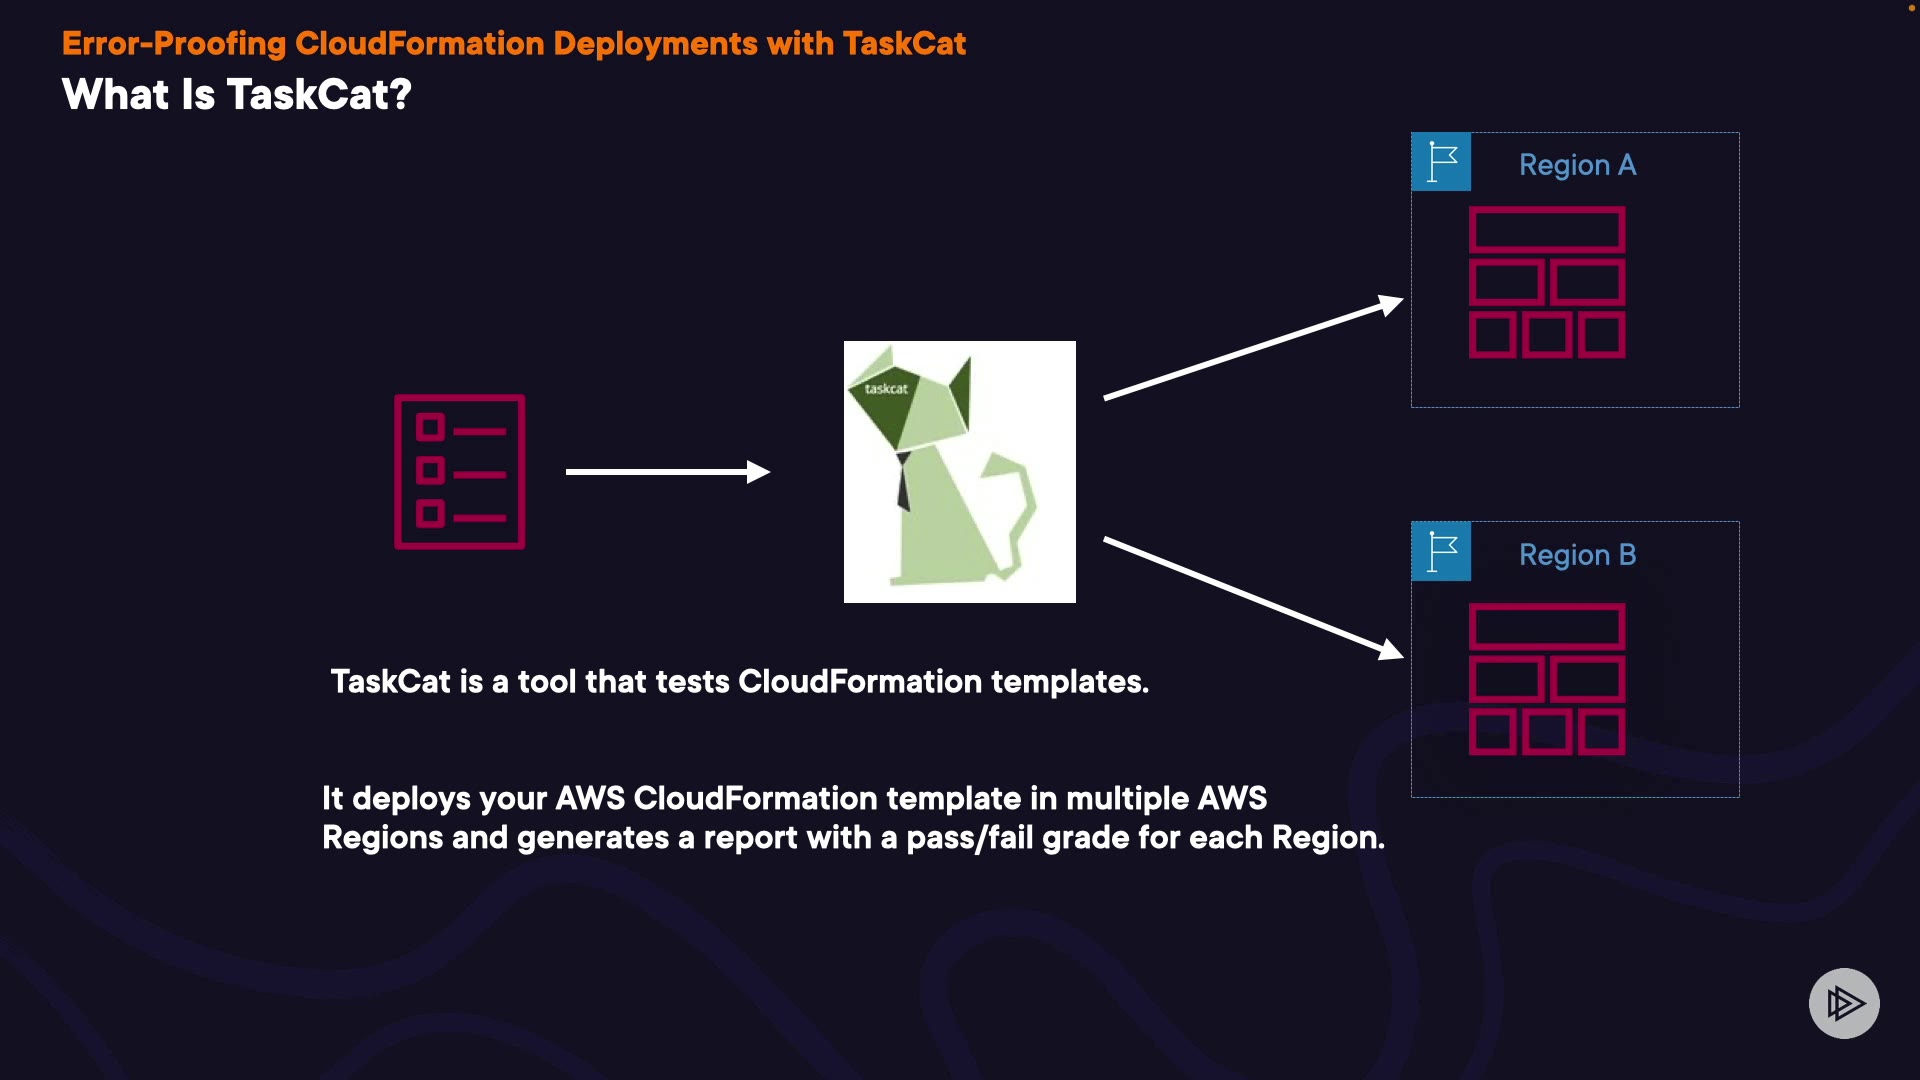 Error-Proofing CloudFormation Deployments with TaskCat
What Is TaskCat?
Region A
taskcat
Region B
TaskCat is a tool that tests CloudFormation templates.
It deploys your AWS CloudFormation template in multiple AWS
Regions and generates a report with a pass/fail grade for each Region.